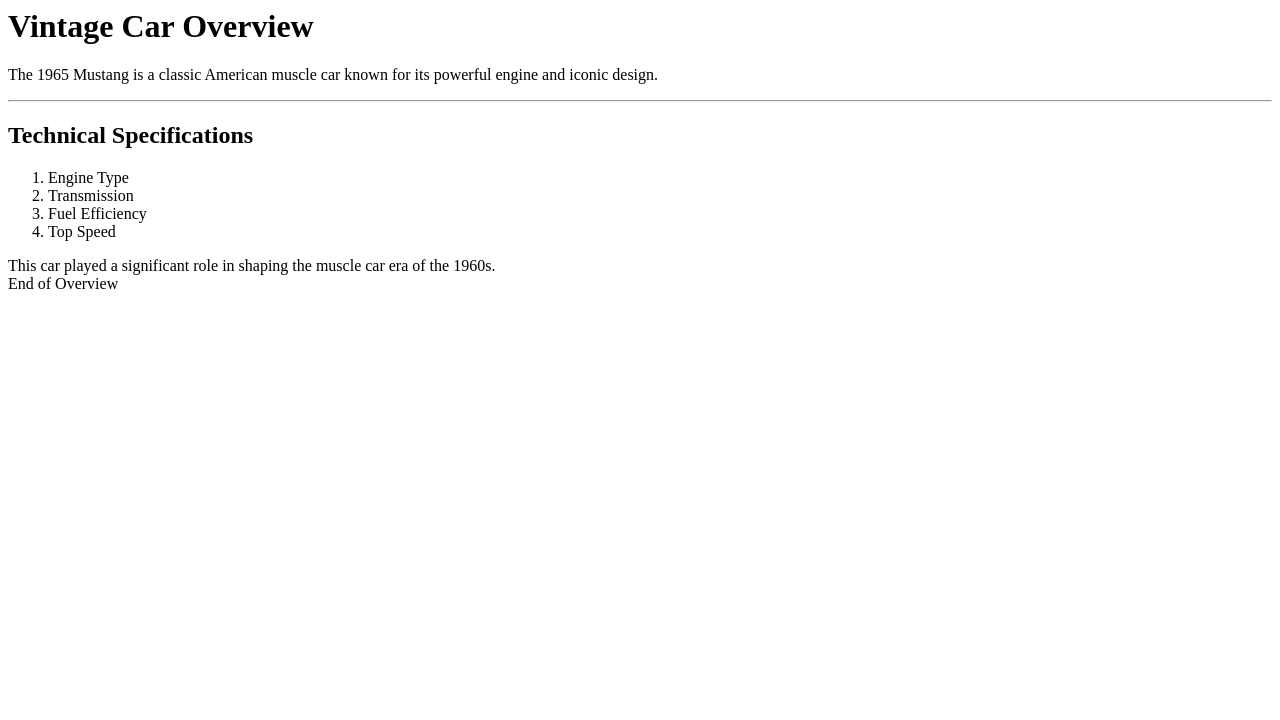 Vintage Car Overview
The 1965 Mustang is a classic American muscle car known for its powerful engine and iconic design.
Technical Specifications
1. Engine Type
2. Transmission
3. Fuel Efficiency
4. Top Speed
This car played a significant role in shaping the muscle car era of the 1960s.
End of Overview